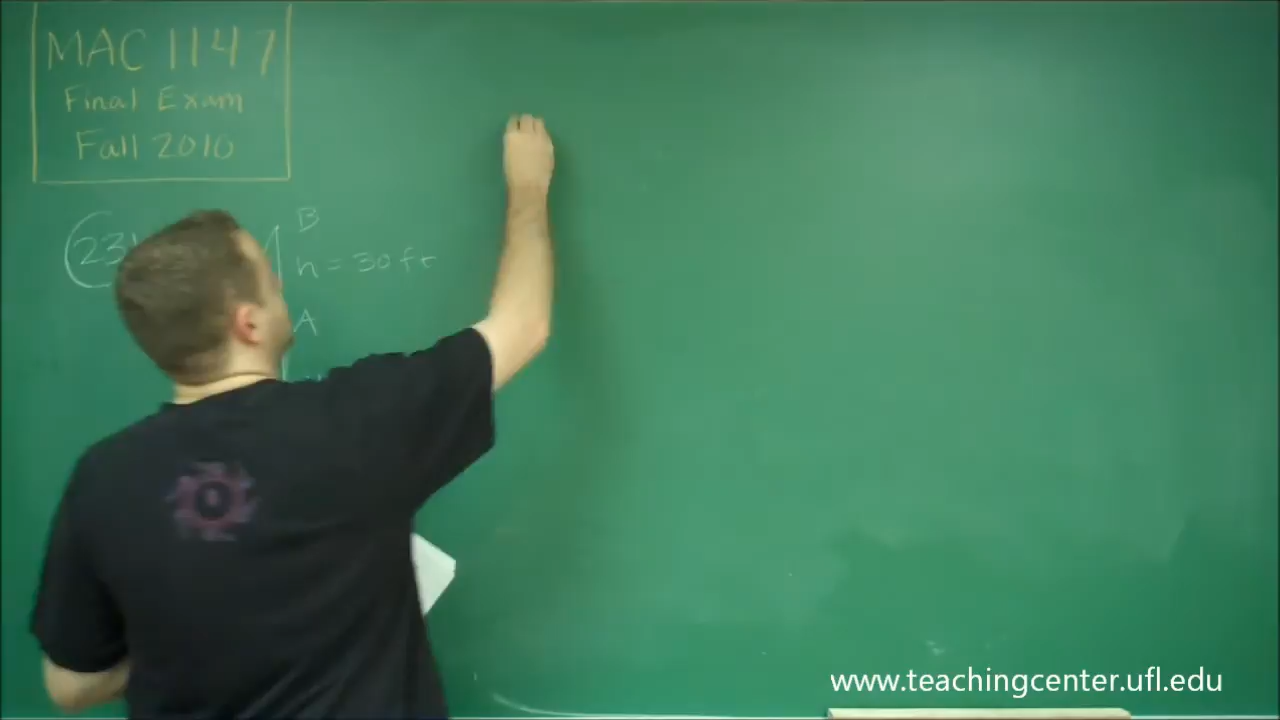 MAC 1147
Final Exam
Fall 2010
23
B
h = 30 ft
A
www.teachingcenter.ufl.edu